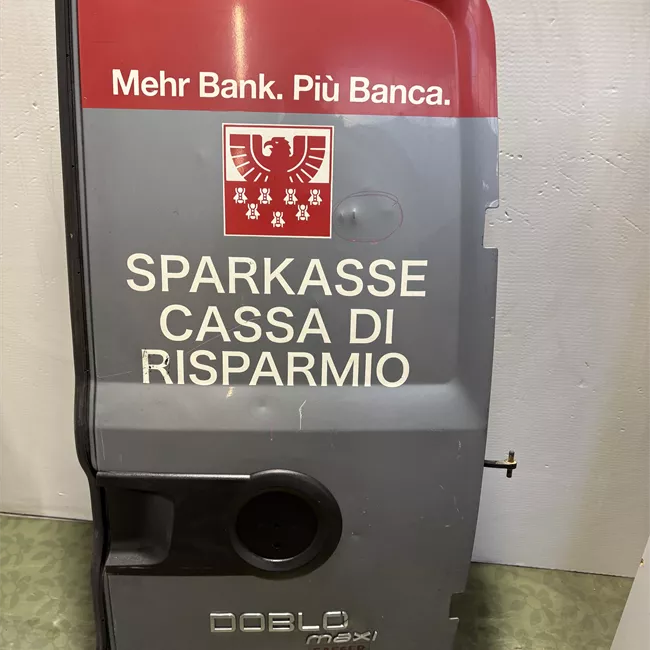 Mehr Bank. Più Banca.
SPARKASSE
CASSA DI
RISPARMIO
DOBLO
maxi